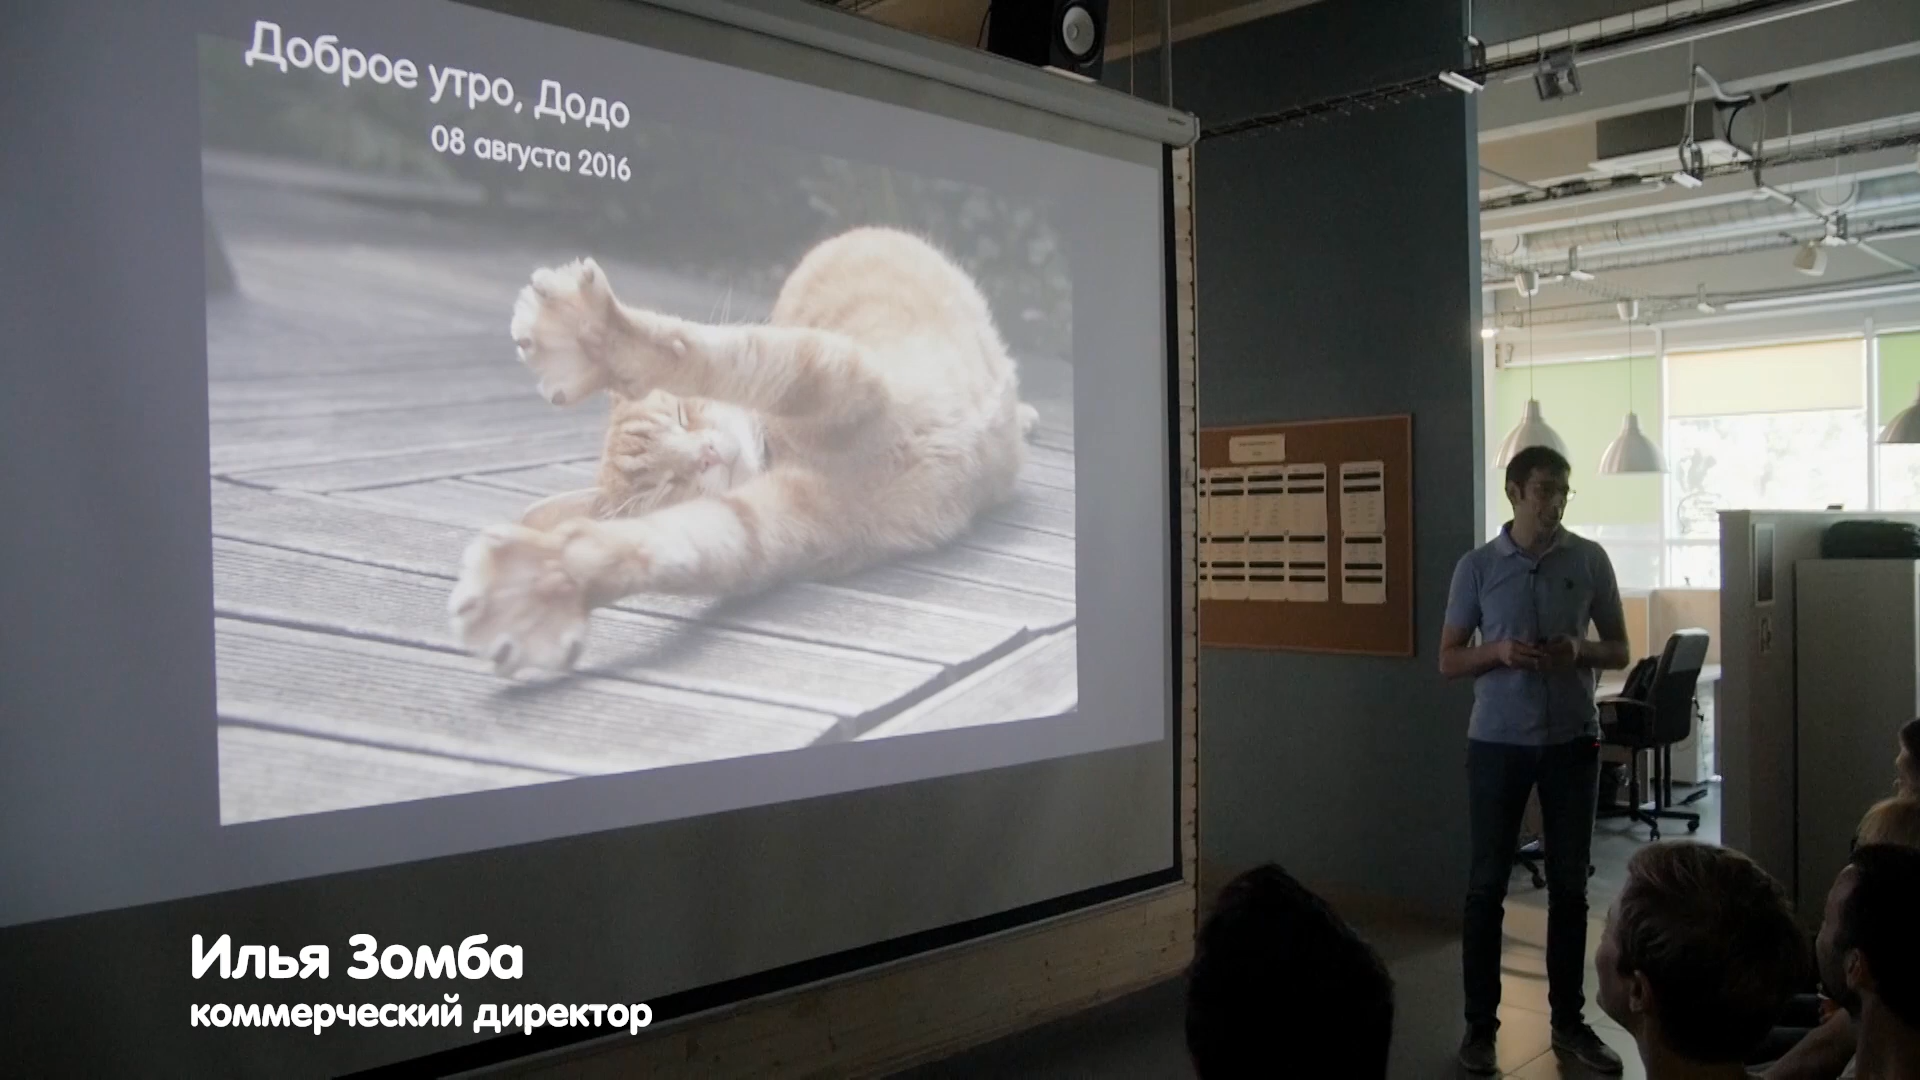 Доброе утро, Додо
08 августа 2016
Илья Зомба
коммерческий директор